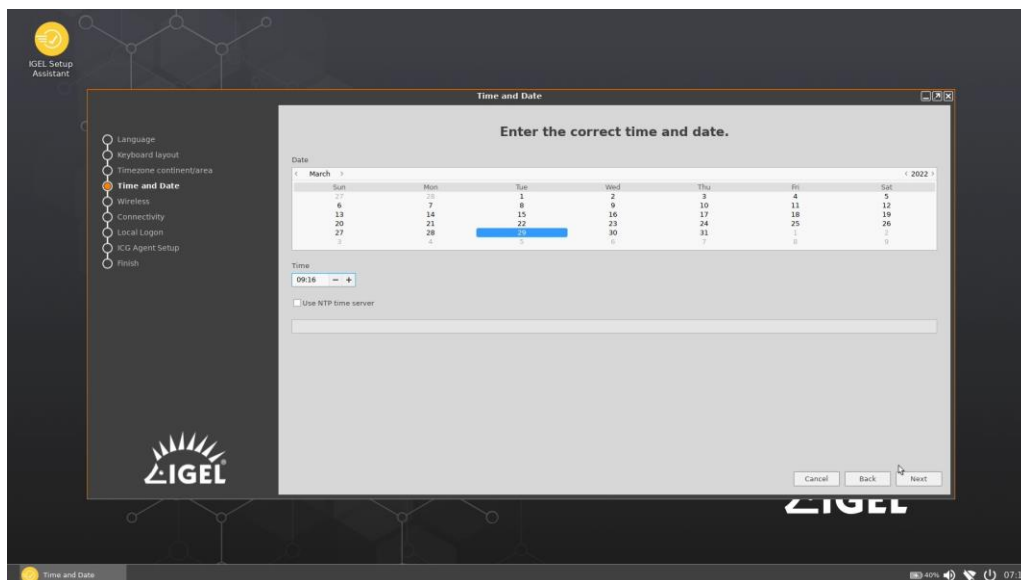 IGEL Setup
Assistant
Time and Date
Language
Keyboard layout
Timezone continent/area
Time and Date
Wireless
Connectivity
Local Logon
ICG Agent Setup
Finish
IGEL
Enter the correct time and date.
Date
< March > < 2022 >
Sun Mon Tue Wed Thu Fri Sat
27 28 1 2 3 4 5
6 7 8 9 10 11 12
13 14 15 16 17 18 19
20 21 22 23 24 25 26
27 28 29 30 31 1 2
3 4 5 6 7 8 9
Time
09:16 − +
Use NTP time server
Cancel Back Next
IGEL
Time and Date
40%